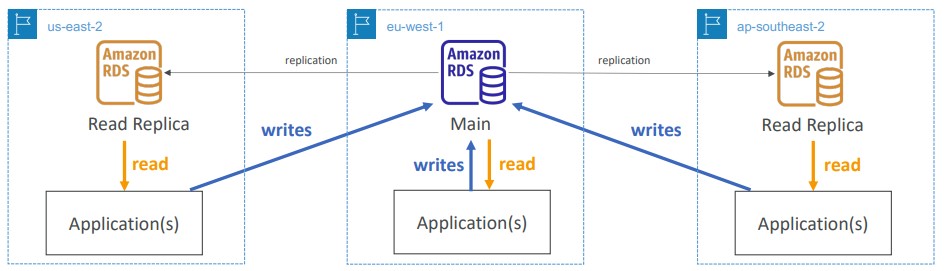 us-east-2
Amazon
RDS
Read Replica
read
Application(s)
writes
replication
eu-west-1
Amazon
RDS
Main
writes
read
Application(s)
replication
writes
ap-southeast-2
Amazon
RDS
Read Replica
read
Application(s)